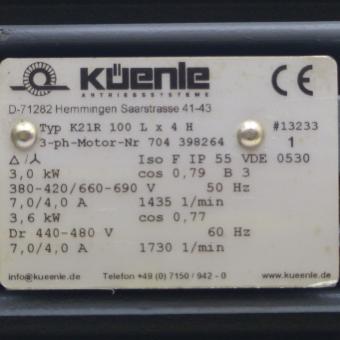 KÜENLE
ANTRIEBSSYSTEME
CE
D-71282 Hemmingen Saarstrasse 41-43
Typ K21R 100 L x 4 H #13233
3-ph-Motor-Nr 704 398264 1
△/⅄ Iso F IP 55 VDE 0530
3,0 kW cos 0,79 B 3
380-420/660-690 V 50 Hz
7,0/4,0 A 1435 1/min
3,6 kW cos 0,77
Dr 440-480 V 60 Hz
7,0/4,0 A 1730 1/min
info@kueenle.de Telefon +49 (0) 7150 / 942 - 0 www.kueenle.de